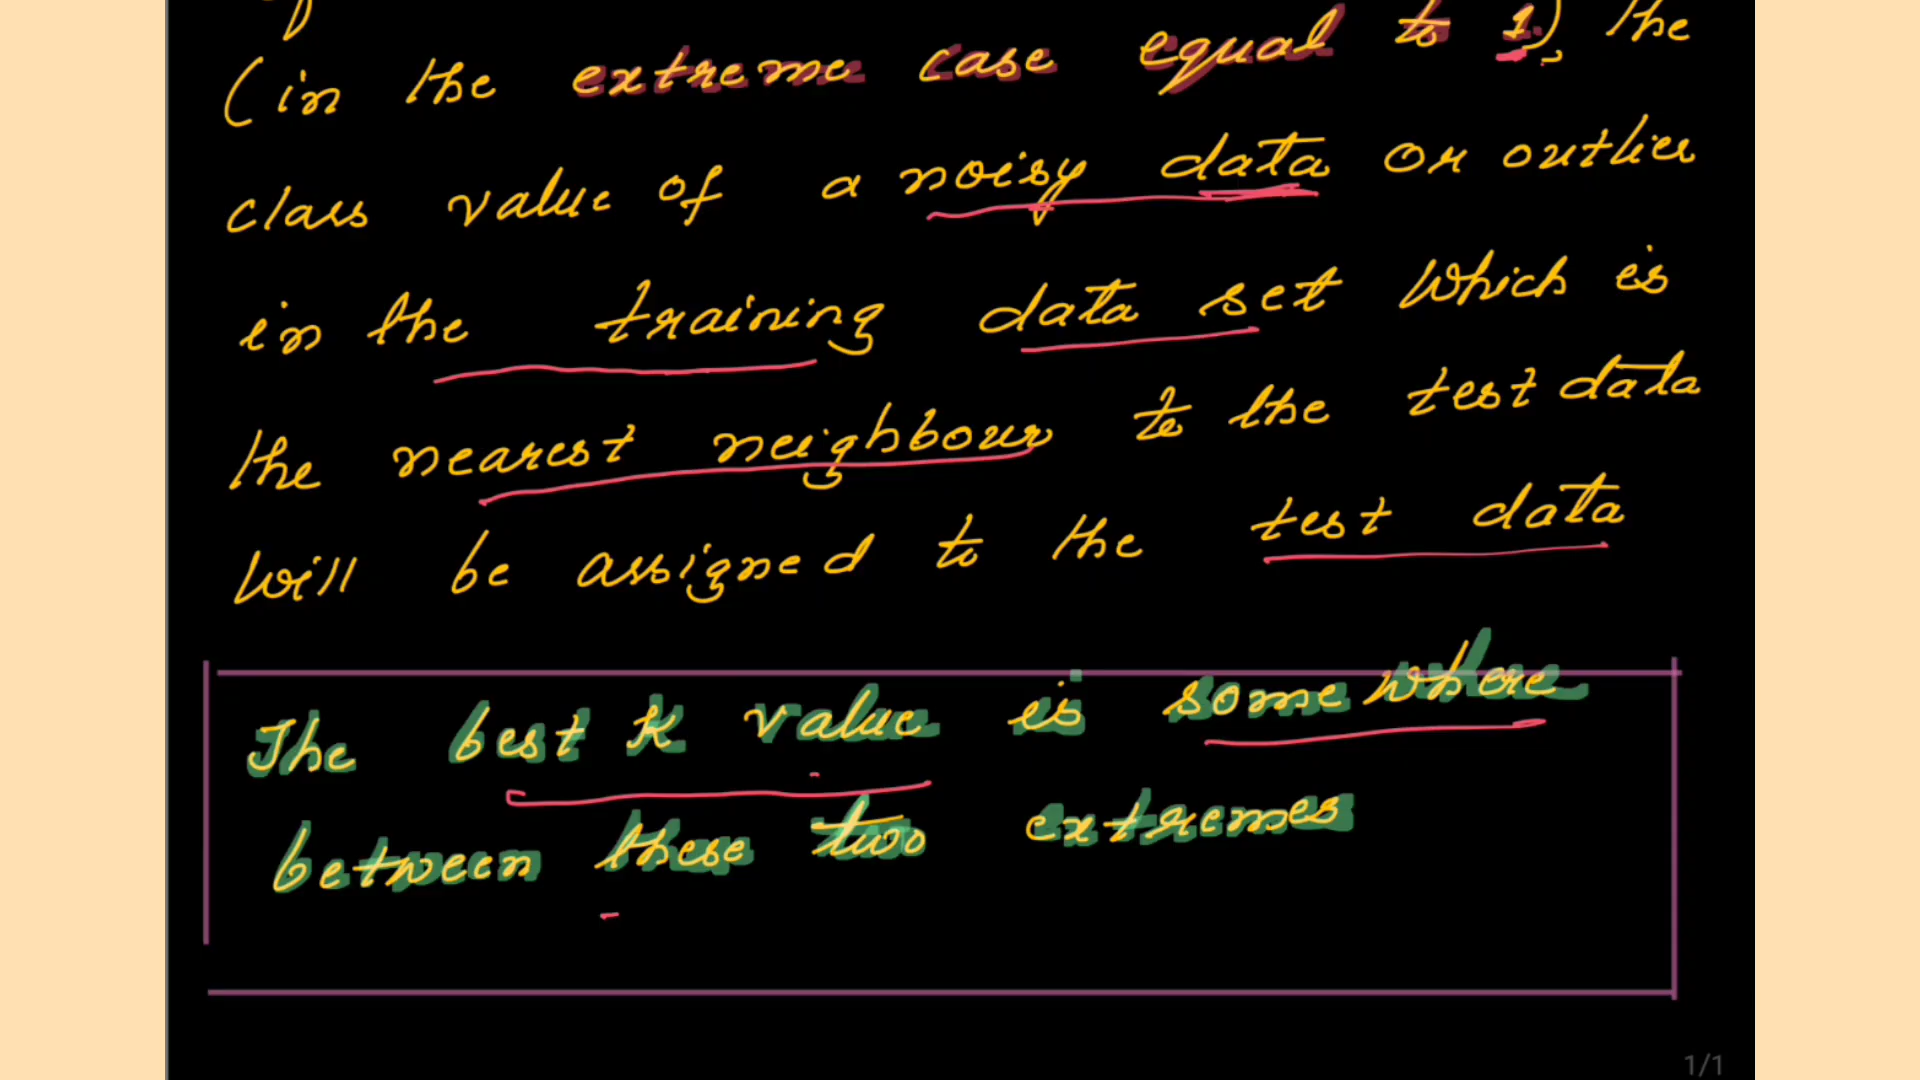 (in the extreme case equal to 1), the
class value of a noisy data or outlier
in the training data set which is
the nearest neighbour to the test data
will be assigned to the test data
The best K value is somewhere
between these two extremes
1/1